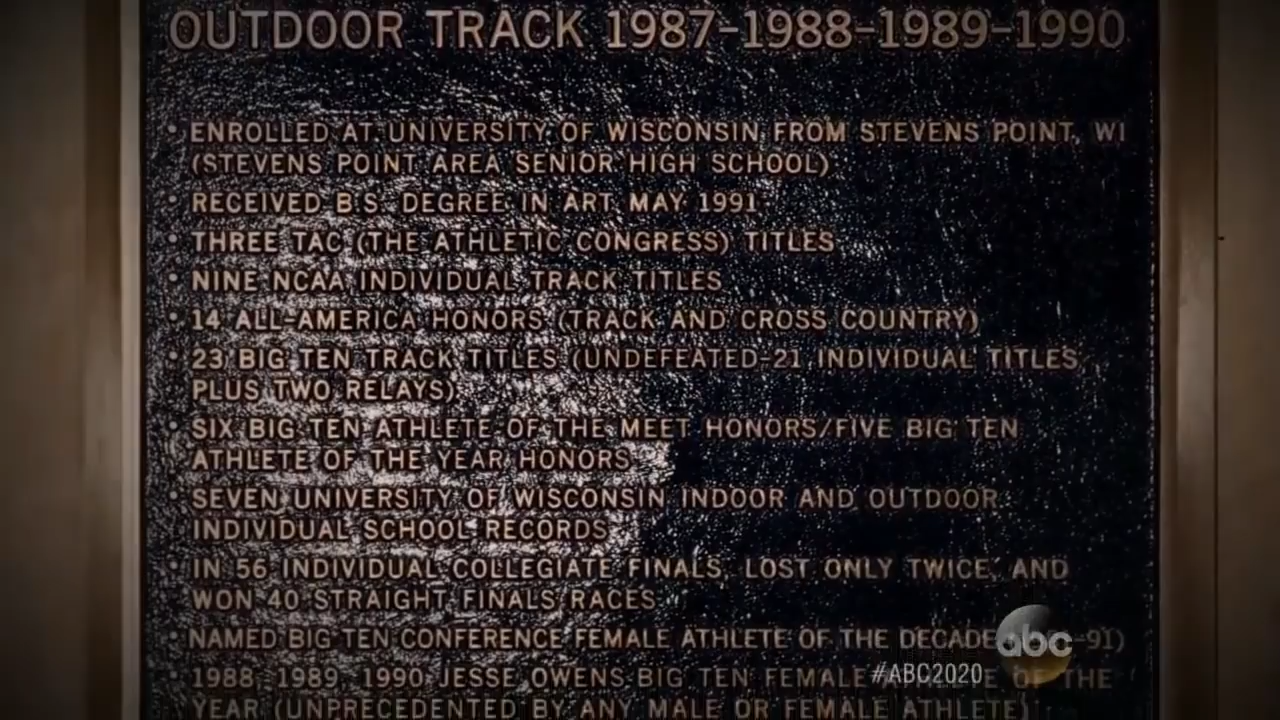 OUTDOOR TRACK 1987-1988-1989-1990
• ENROLLED AT UNIVERSITY OF WISCONSIN FROM STEVENS POINT, WI
(STEVENS POINT AREA SENIOR HIGH SCHOOL)
• RECEIVED B.S. DEGREE IN ART MAY 1991
• THREE TAC (THE ATHLETIC CONGRESS) TITLES
• NINE NCAA INDIVIDUAL TRACK TITLES
• 14 ALL-AMERICA HONORS (TRACK AND CROSS COUNTRY)
• 23 BIG TEN TRACK TITLES (UNDEFEATED-21 INDIVIDUAL TITLES,
PLUS TWO RELAYS)
• SIX BIG TEN ATHLETE OF THE MEET HONORS/FIVE BIG TEN
ATHLETE OF THE YEAR HONORS
• SEVEN UNIVERSITY OF WISCONSIN INDOOR AND OUTDOOR
INDIVIDUAL SCHOOL RECORDS
• IN 56 INDIVIDUAL COLLEGIATE FINALS, LOST ONLY TWICE, AND
WON 40 STRAIGHT FINALS RACES
• NAMED BIG TEN CONFERENCE FEMALE ATHLETE OF THE DECADE -91)
• 1988, 1989, 1990 JESSE OWENS BIG TEN FEMALE ATHLETE OF THE
YEAR (UNPRECEDENTED BY ANY MALE OR FEMALE ATHLETE)
abc
#ABC2020